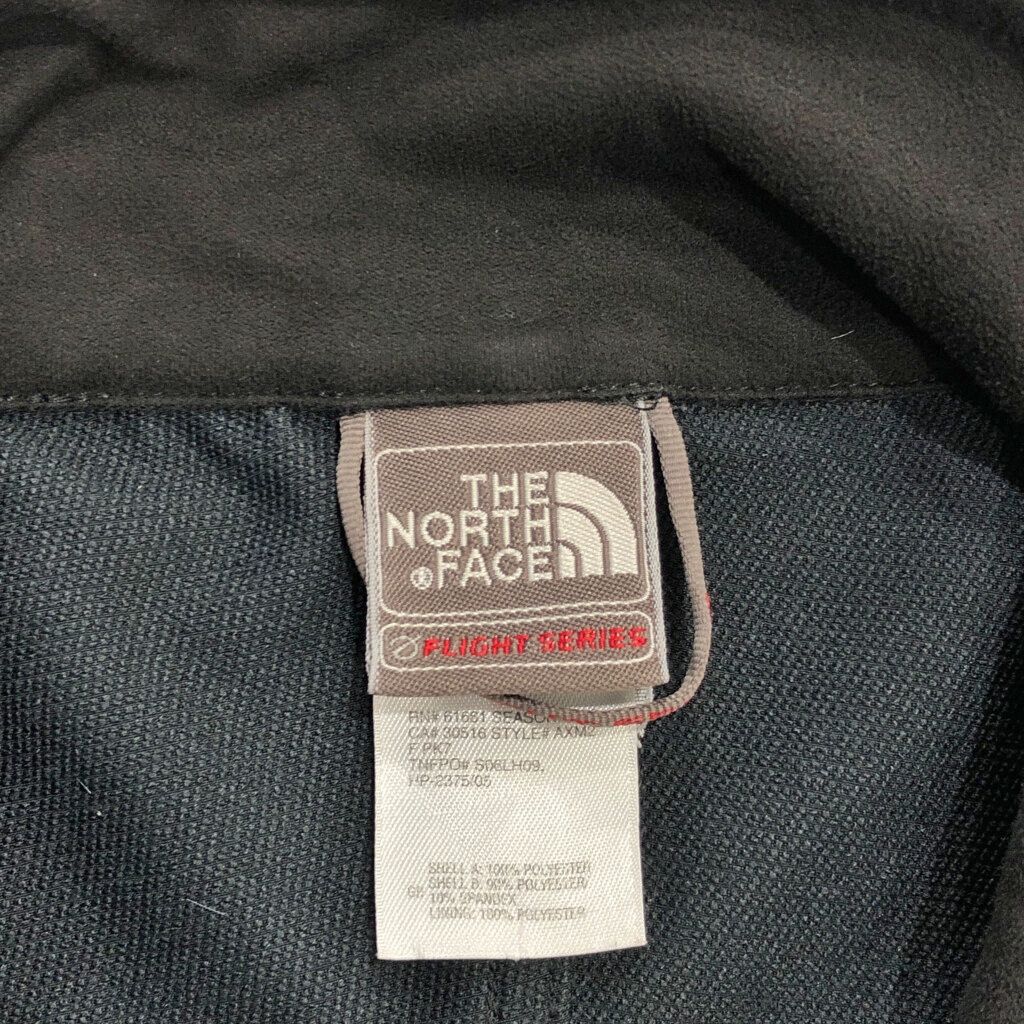 THE
NORTH
® FACE
FLIGHT SERIES
RN# 61661 SEASON
CA# 30516 STYLE# AXM2
F PK7
TNFPO# S06LH09.
HP-2375/05
SHELL A: 100% POLYESTER
SHELL B: 90% POLYESTER/
GB 10% SPANDEX
LINING: 100% POLYESTER